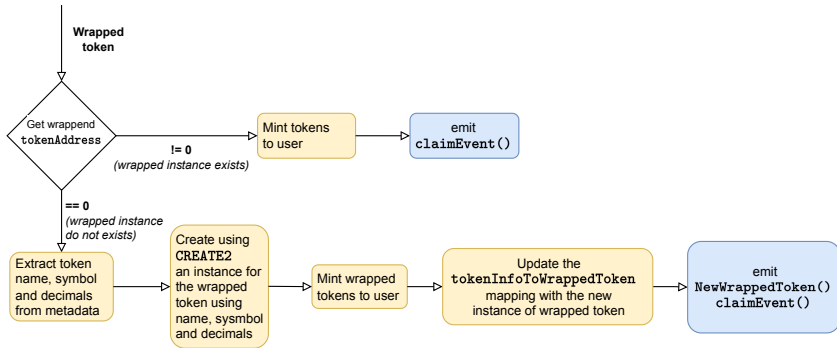 Wrapped
token
Get wrappend
tokenAddress
!= 0
(wrapped instance exists)
Mint tokens
to user
emit
claimEvent()
== 0
(wrapped instance
do not exists)
Extract token
name, symbol
and decimals
from metadata
Create using
CREATE2
an instance for
the wrapped
token using
name, sysmbol
and decimals
Mint wrapped
tokens to user
Update the
tokenInfoToWrappedToken
mapping with the new
instance of wrapped token
emit
NewWrappedToken()
claimEvent()